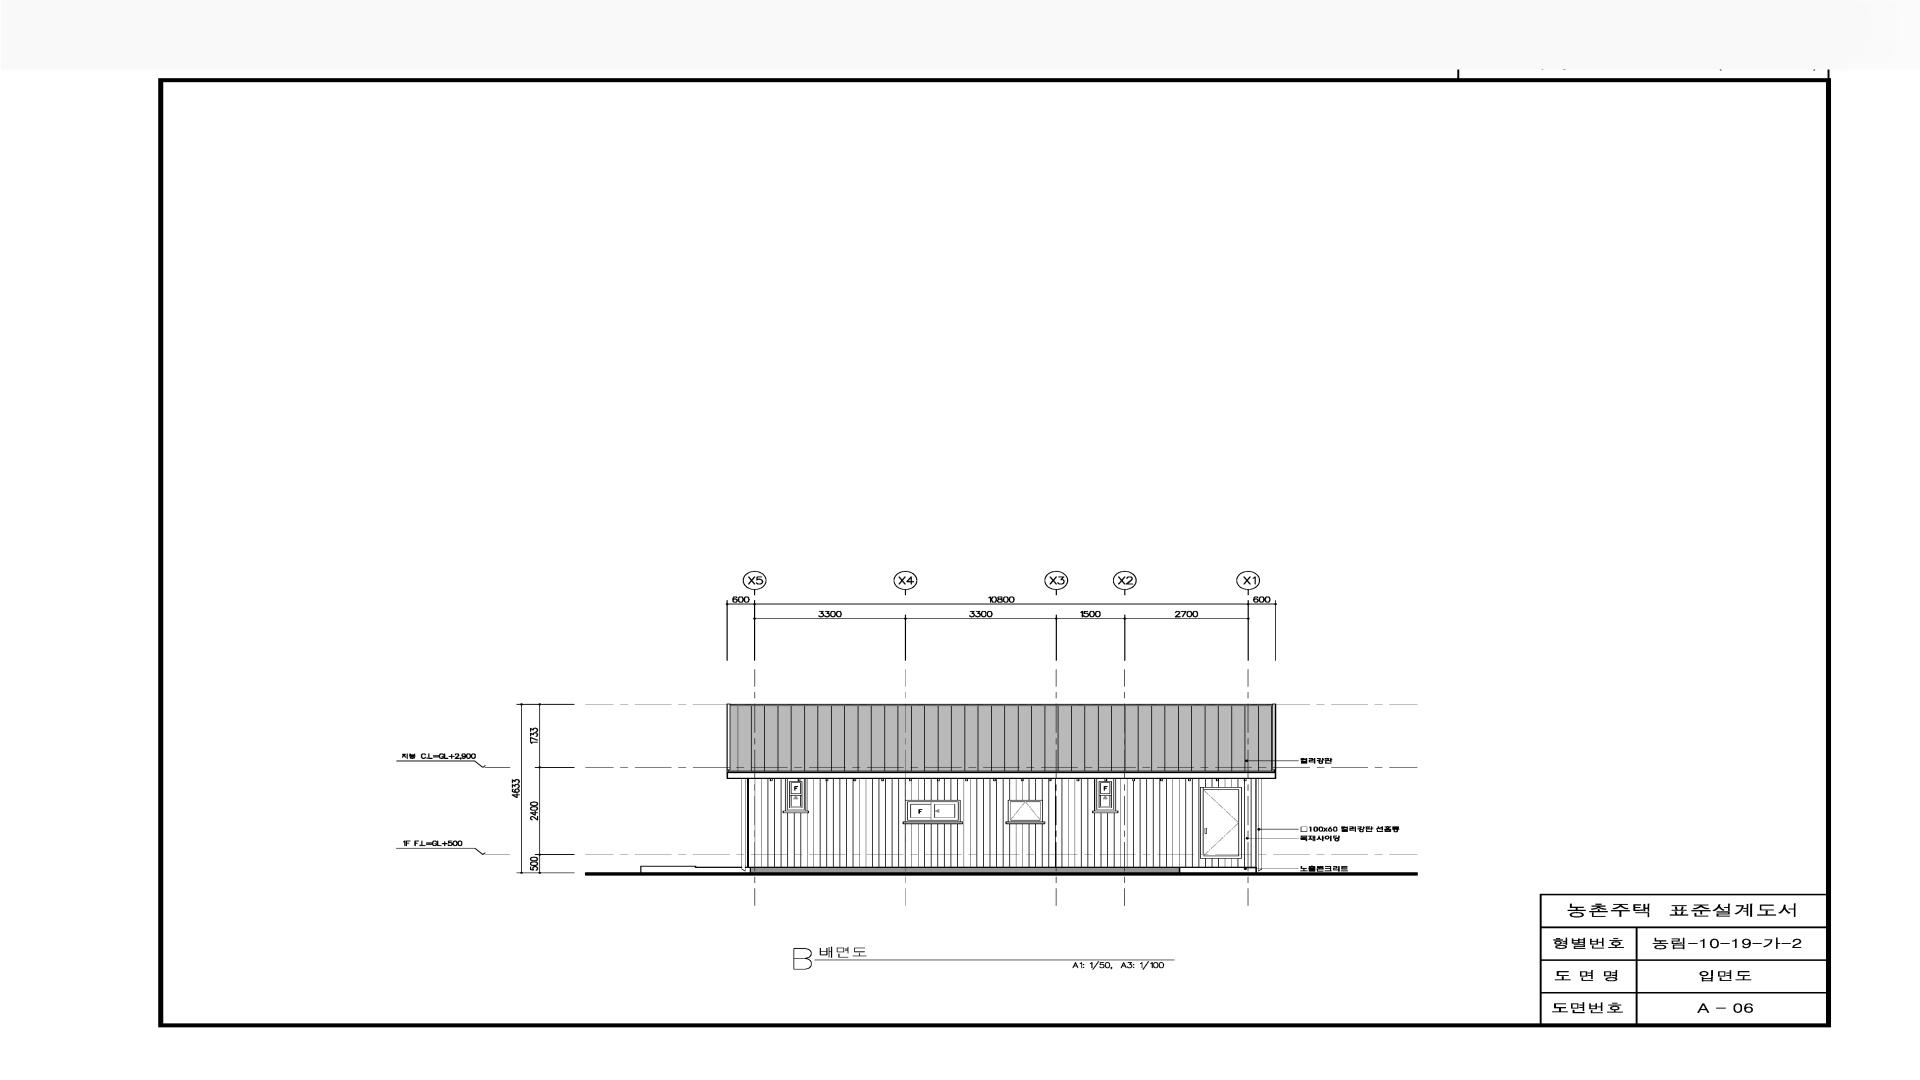 X5 X4 X3 X2 X1
600 10800 600
3300 3300 1500 2700
1733
지붕 C.L=GL+2,900
컬러강판
4633
2400
F F
F
□100x60 컬러강판 선홈통
목재사이딩
1F F.L=GL+500
500
노출콘크리트
B 배면도
A1: 1/50, A3: 1/100
농촌주택 표준설계도서
형별번호 농림-10-19-가-2
도 면 명 입면도
도면번호 A - 06